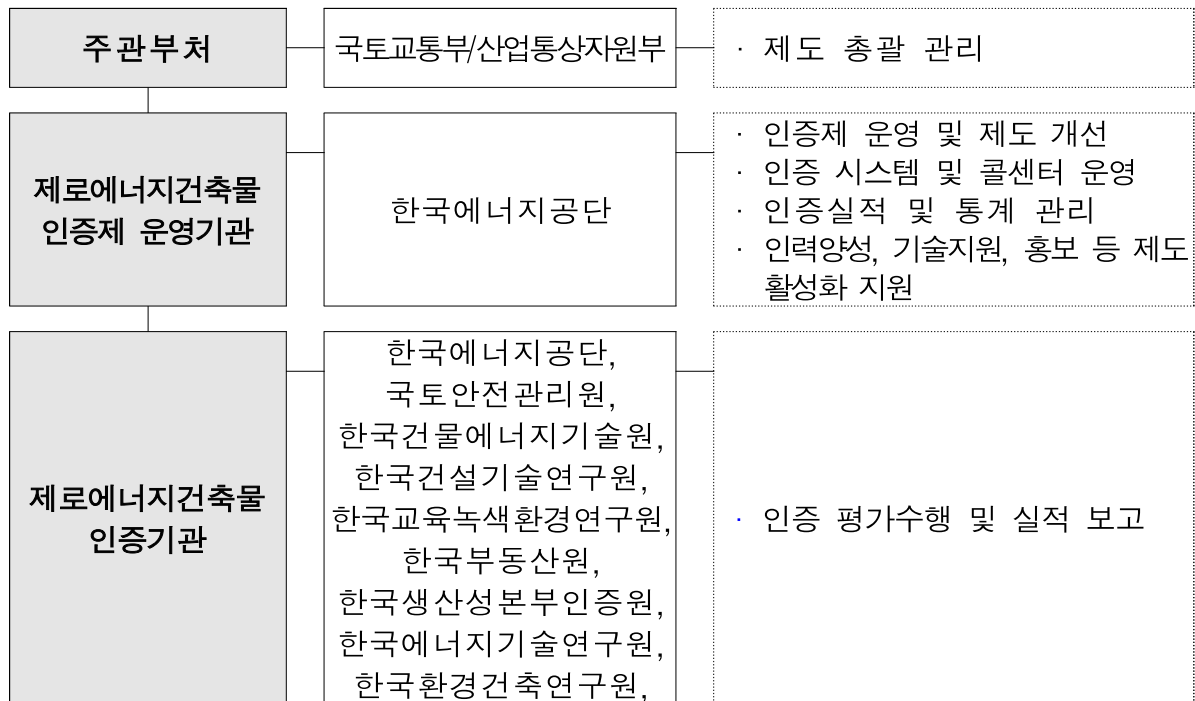 주관부처
국토교통부/산업통상자원부
· 제도 총괄 관리
제로에너지건축물
인증제 운영기관
한국에너지공단
· 인증제 운영 및 제도 개선
· 인증 시스템 및 콜센터 운영
· 인증실적 및 통계 관리
· 인력양성, 기술지원, 홍보 등 제도
활성화 지원
제로에너지건축물
인증기관
한국에너지공단,
국토안전관리원,
한국건물에너지기술원,
한국건설기술연구원,
한국교육녹색환경연구원,
한국부동산원,
한국생산성본부인증원,
한국에너지기술연구원,
한국환경건축연구원,
· 인증 평가수행 및 실적 보고